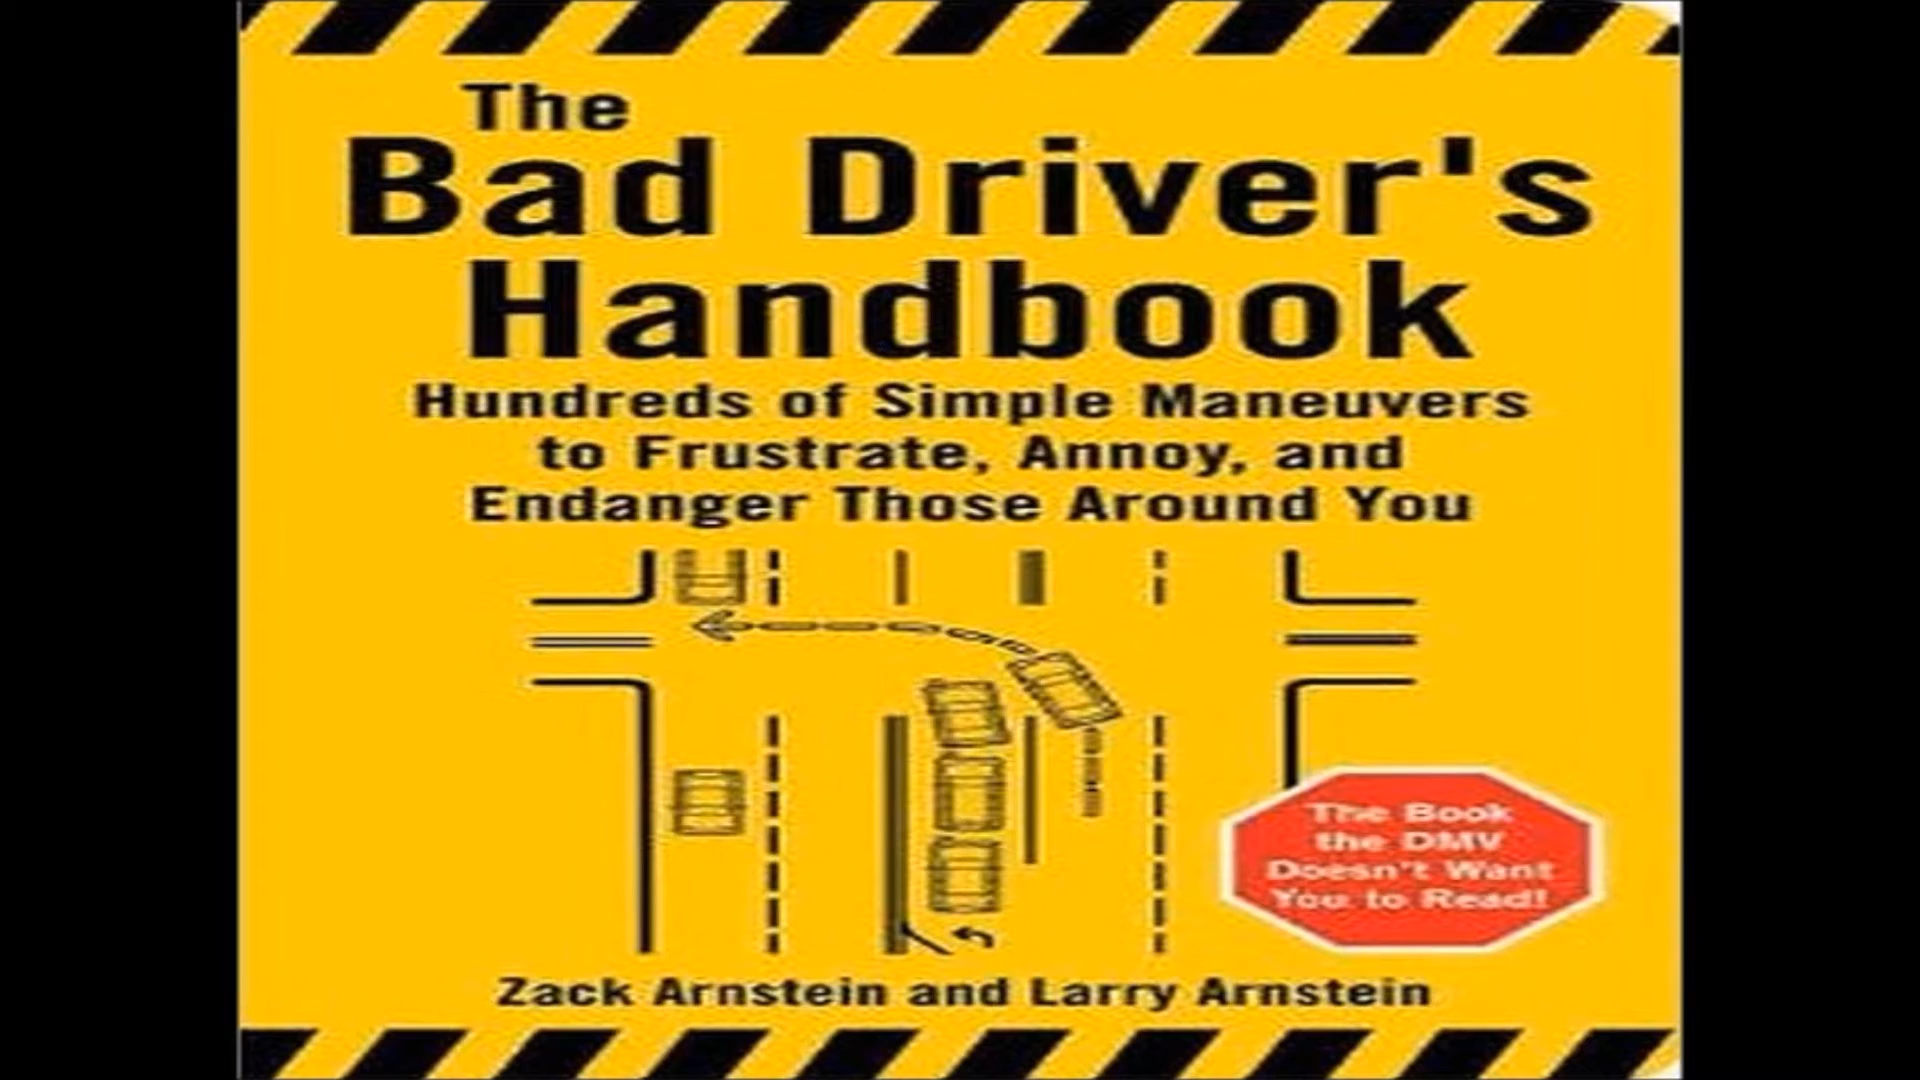 The
Bad Driver's
Handbook
Hundreds of Simple Maneuvers
to Frustrate, Annoy, and
Endanger Those Around You
The Book
the DMV
Doesn't Want
You to Read!
Zack Arnstein and Larry Arnstein